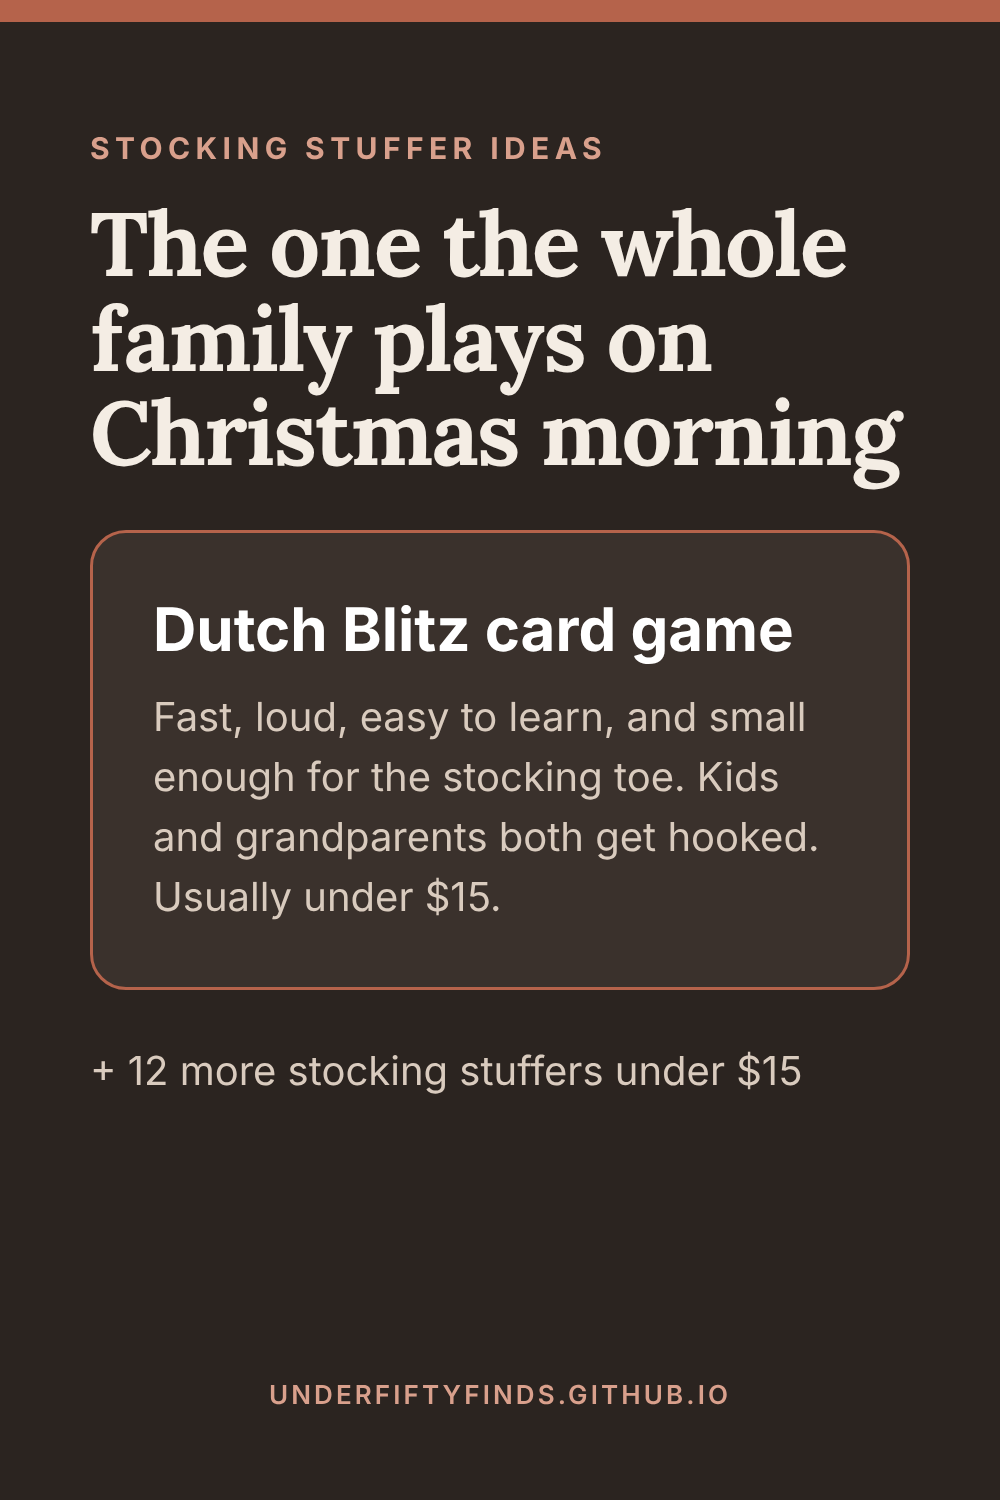 STOCKING STUFFER IDEAS
The one the whole
family plays on
Christmas morning
Dutch Blitz card game
Fast, loud, easy to learn, and small
enough for the stocking toe. Kids
and grandparents both get hooked.
Usually under $15.
+ 12 more stocking stuffers under $15
UNDERFIFTYFINDS.GITHUB.IO